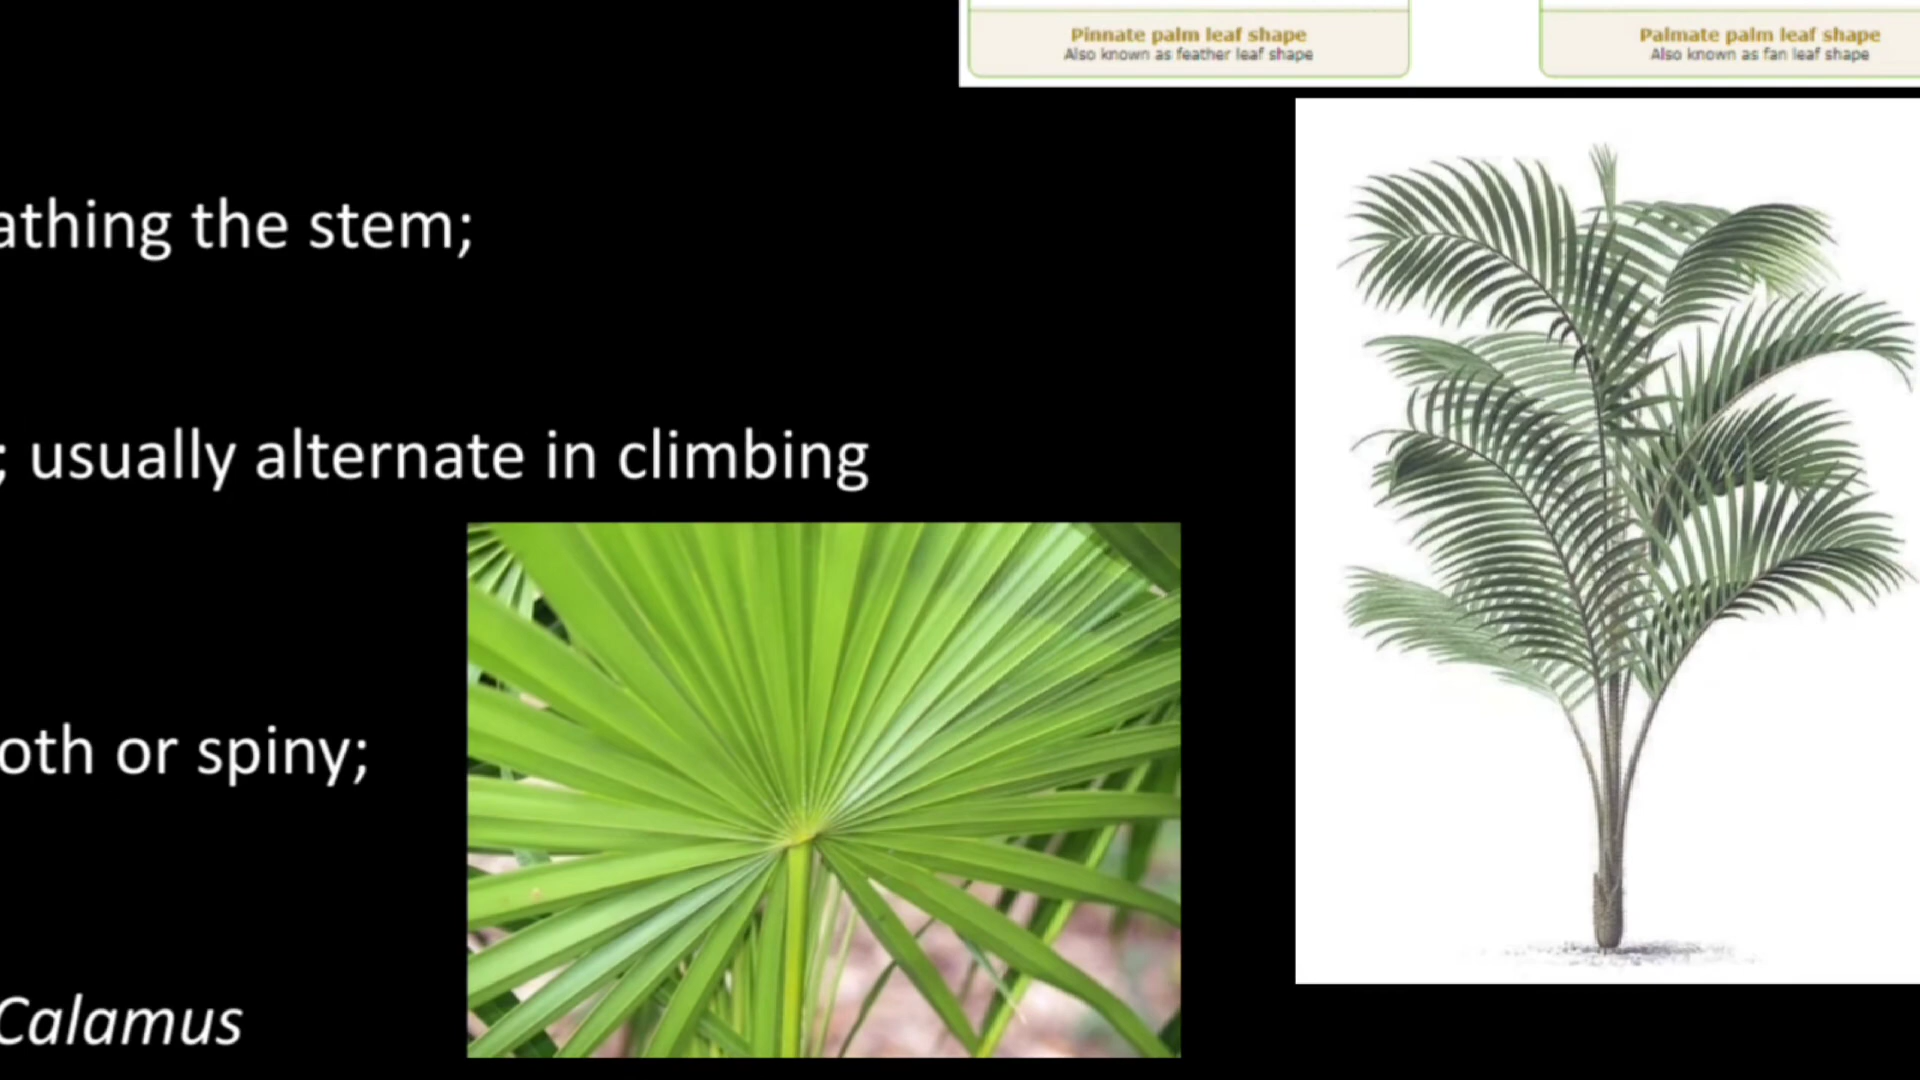 Pinnate palm leaf shape
Also known as feather leaf shape
Palmate palm leaf shape
Also known as fan leaf shape
athing the stem;
; usually alternate in climbing
oth or spiny;
Calamus